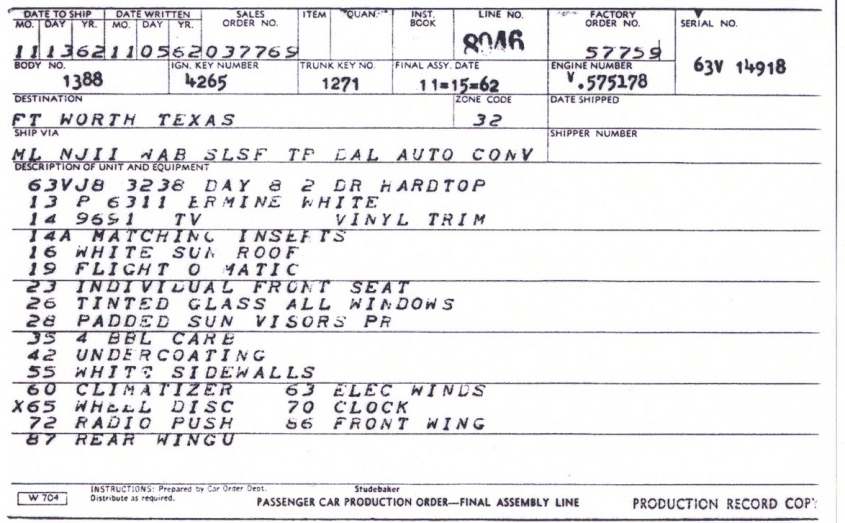 DATE TO SHIP DATE WRITTEN SALES ORDER NO. ITEM QUAN. INST. BOOK LINE NO. FACTORY ORDER NO. SERIAL NO.
MO. DAY YR. MO. DAY YR.
111362110562037769 8046 57759 63V 14918
BODY NO. IGN. KEY NUMBER TRUNK KEY NO. FINAL ASSY. DATE ENGINE NUMBER
1388 4265 1271 11=15=62 V.575178
DESTINATION ZONE CODE DATE SHIPPED
FT WORTH TEXAS 32
SHIP VIA SHIPPER NUMBER
ML NJII WAB SLSF TP DAL AUTO CONV
DESCRIPTION OF UNIT AND EQUIPMENT
63VJ8 3238 DAY 8 2 DR HARDTOP
13 P 6311 ERMINE WHITE
14 9691 TV VINYL TRIM
14A MATCHING INSERTS
16 WHITE SUN ROOF
19 FLIGHT O MATIC
23 INDIVIDUAL FRONT SEAT
26 TINTED GLASS ALL WINDOWS
28 PADDED SUN VISORS PR
35 4 BBL CARB
42 UNDERCOATING
55 WHITE SIDEWALLS
60 CLIMATIZER 63 ELEC WINDS
X65 WHEEL DISC 70 CLOCK
72 RADIO PUSH 86 FRONT WING
87 REAR WINGU
W 704 INSTRUCTIONS: Prepared by Car Order Dept. Studebaker
Distribute as required. PASSENGER CAR PRODUCTION ORDER—FINAL ASSEMBLY LINE PRODUCTION RECORD COPY